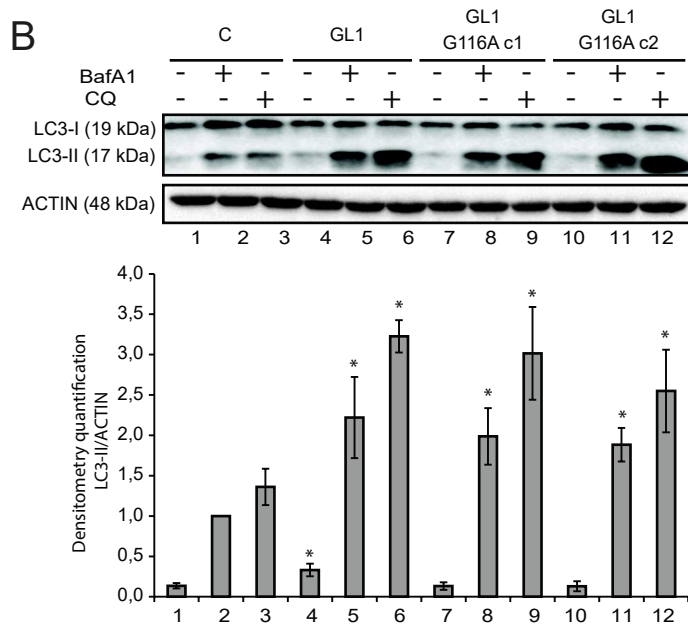 B
C GL1 GL1 G116A c1 GL1 G116A c2
BafA1 - + - - + - - + - - + -
CQ - - + - - + - - + - - +
LC3-I (19 kDa)
LC3-II (17 kDa)
ACTIN (48 kDa)
1 2 3 4 5 6 7 8 9 10 11 12
Densitometry quantification
LC3-II/ACTIN
4,0
3,5
3,0
2,5
2,0
1,5
1,0
0,5
0,0
* * * * * * *
1 2 3 4 5 6 7 8 9 10 11 12